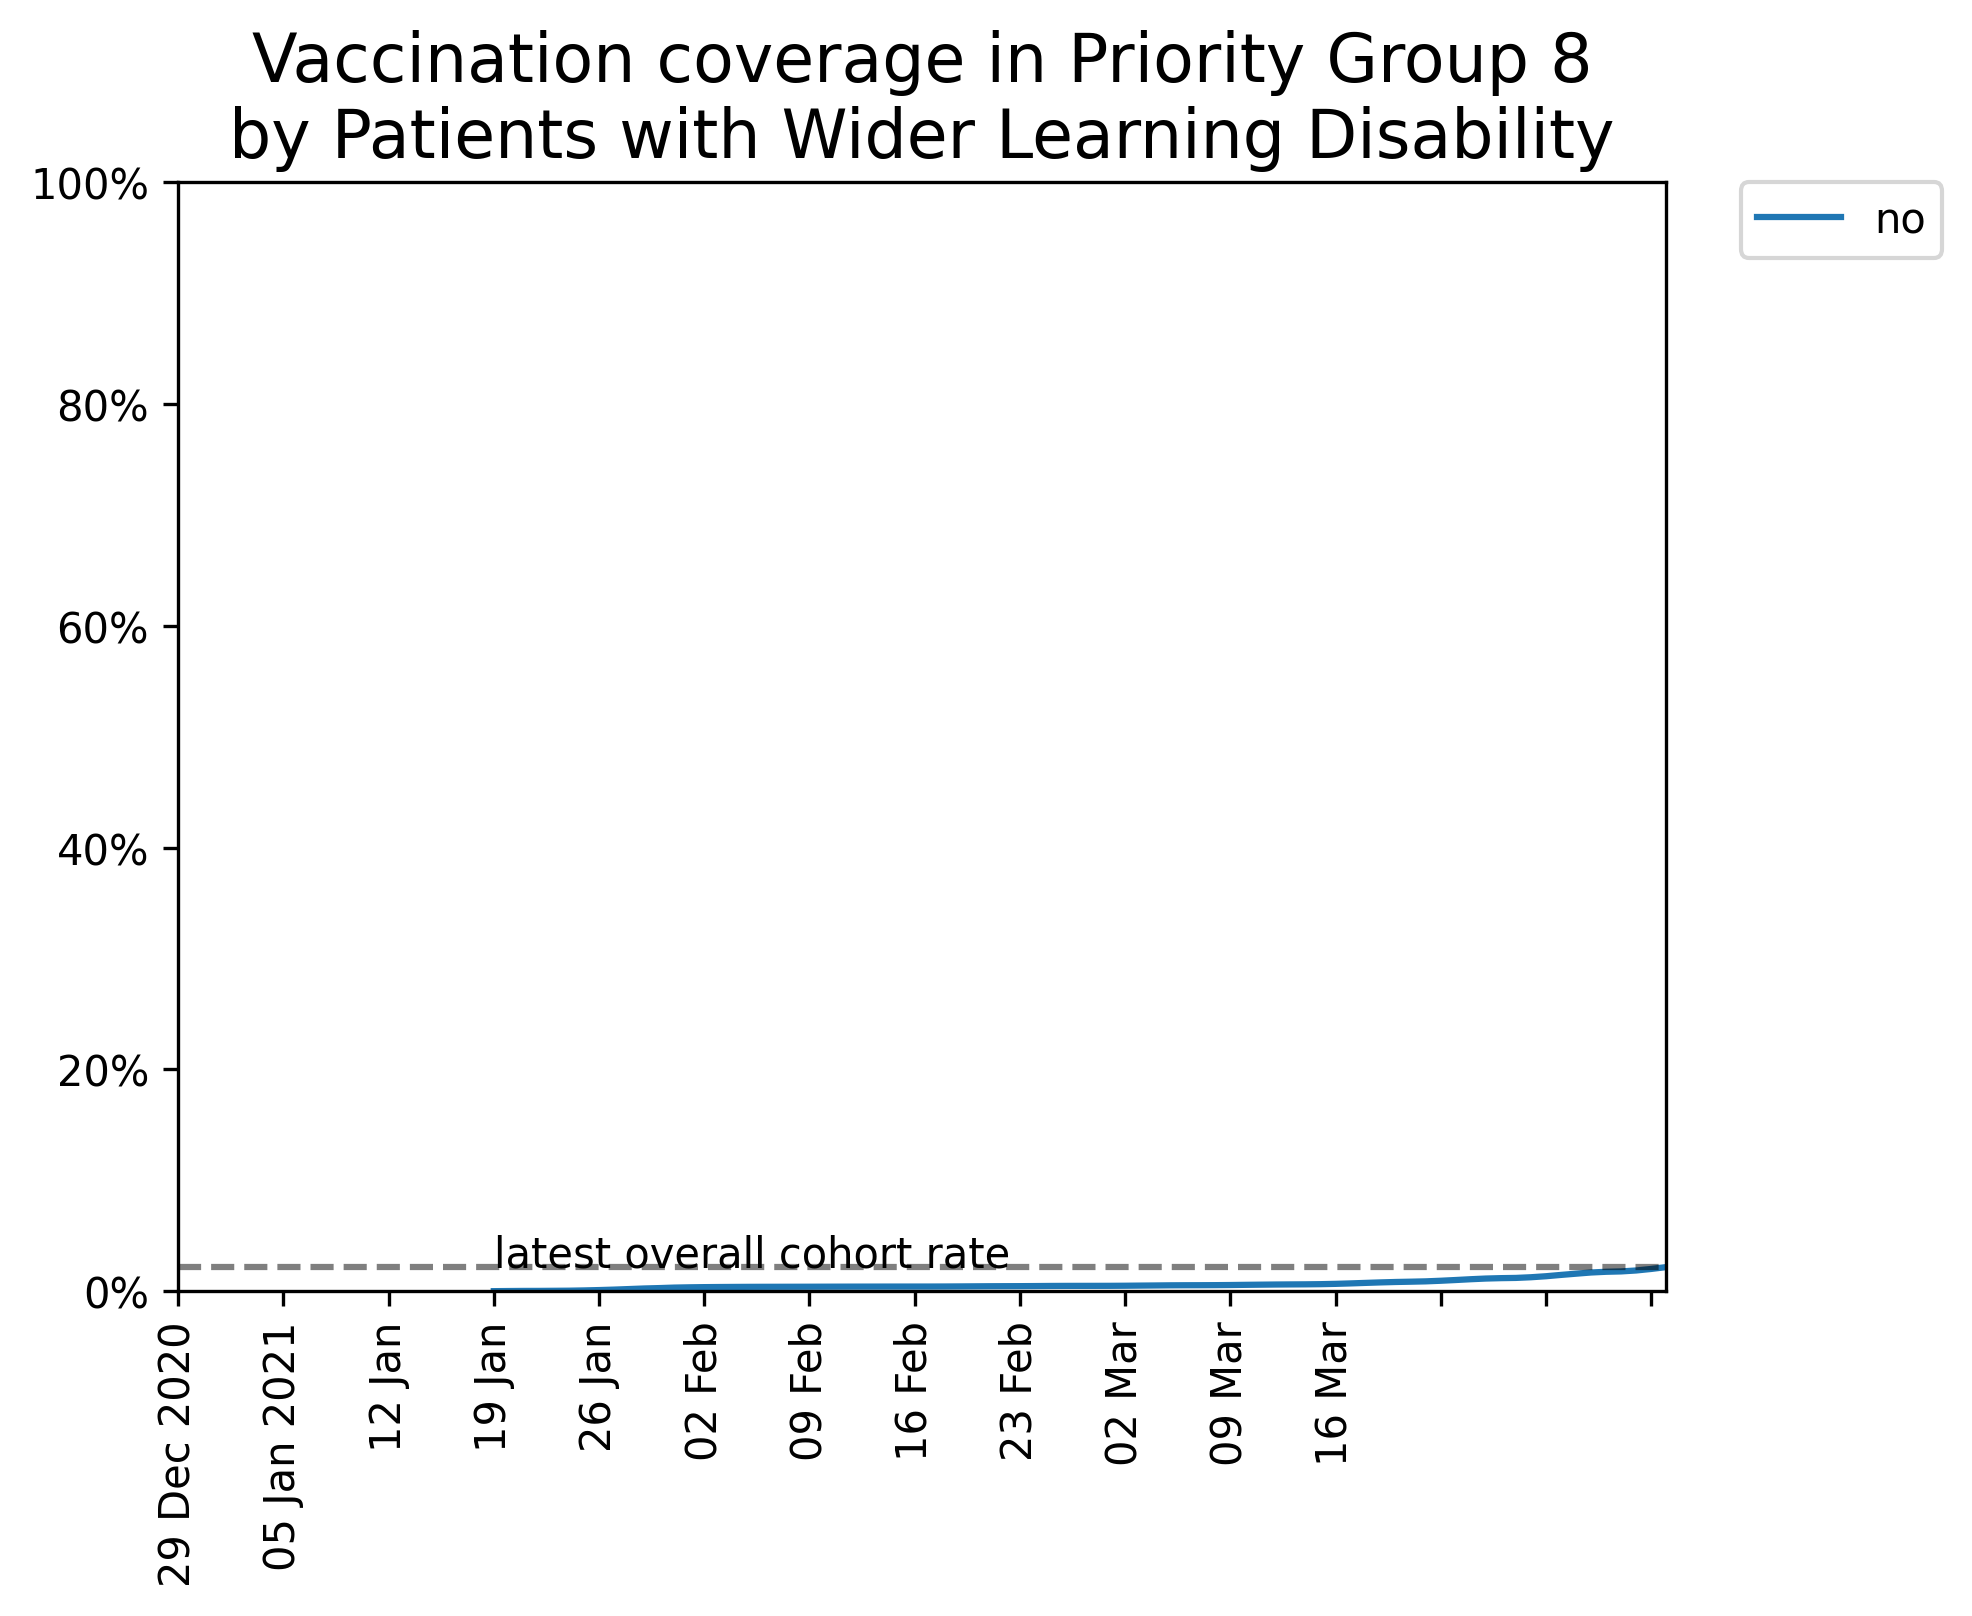 Vaccination coverage in Priority Group 8
by Patients with Wider Learning Disability
100%
80%
60%
40%
20%
0%
no
latest overall cohort rate
29 Dec 2020
05 Jan 2021
12 Jan
19 Jan
26 Jan
02 Feb
09 Feb
16 Feb
23 Feb
02 Mar
09 Mar
16 Mar